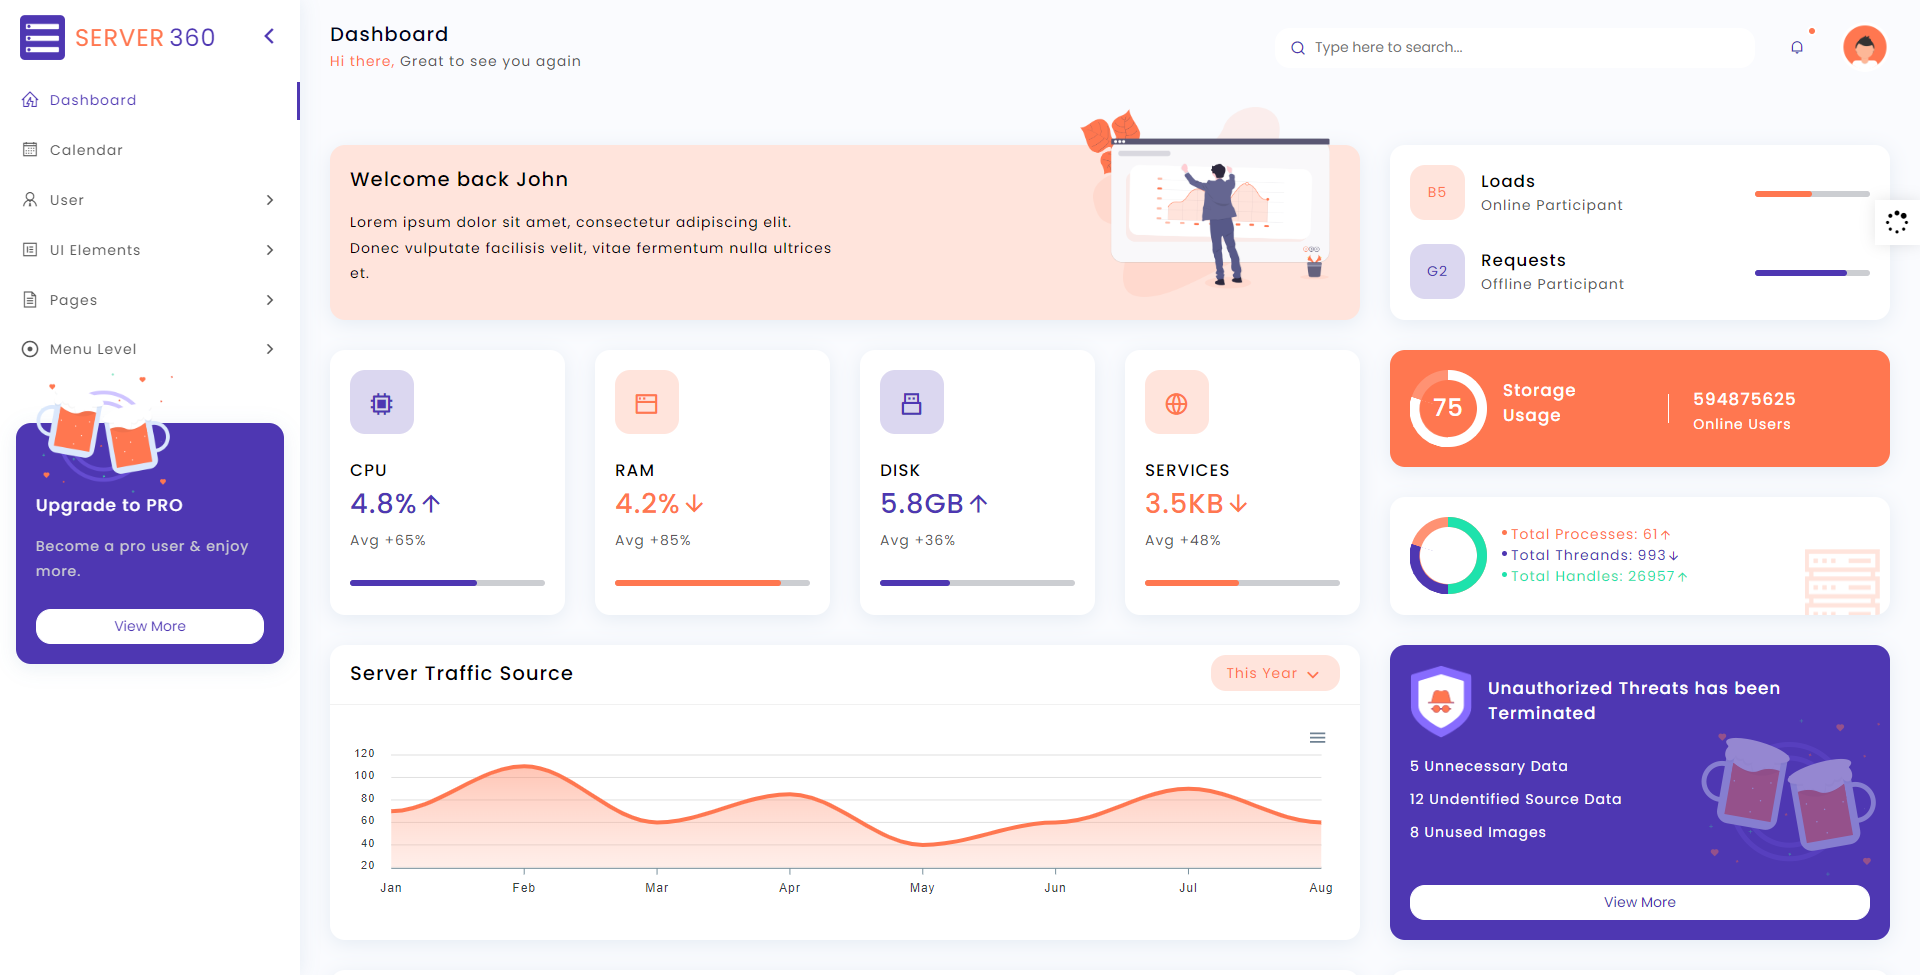 SERVER 360
Dashboard
Calendar
User
UI Elements
Pages
Menu Level
Upgrade to PRO
Become a pro user & enjoy
more.
View More
Dashboard
Hi there, Great to see you again
Type here to search...
Welcome back John
Lorem ipsum dolor sit amet, consectetur adipiscing elit.
Donec vulputate facilisis velit, vitae fermentum nulla ultrices
et.
B5
Loads
Online Participant
G2
Requests
Offline Participant
CPU
4.8%
Avg +65%
RAM
4.2%
Avg +85%
DISK
5.8GB
Avg +36%
SERVICES
3.5KB
Avg +48%
75
Storage
Usage
594875625
Online Users
Total Processes: 61
Total Threands: 993
Total Handles: 26957
Server Traffic Source
This Year
120
100
80
60
40
20
Jan Feb Mar Apr May Jun Jul Aug
Unauthorized Threats has been
Terminated
5 Unnecessary Data
12 Undentified Source Data
8 Unused Images
View More